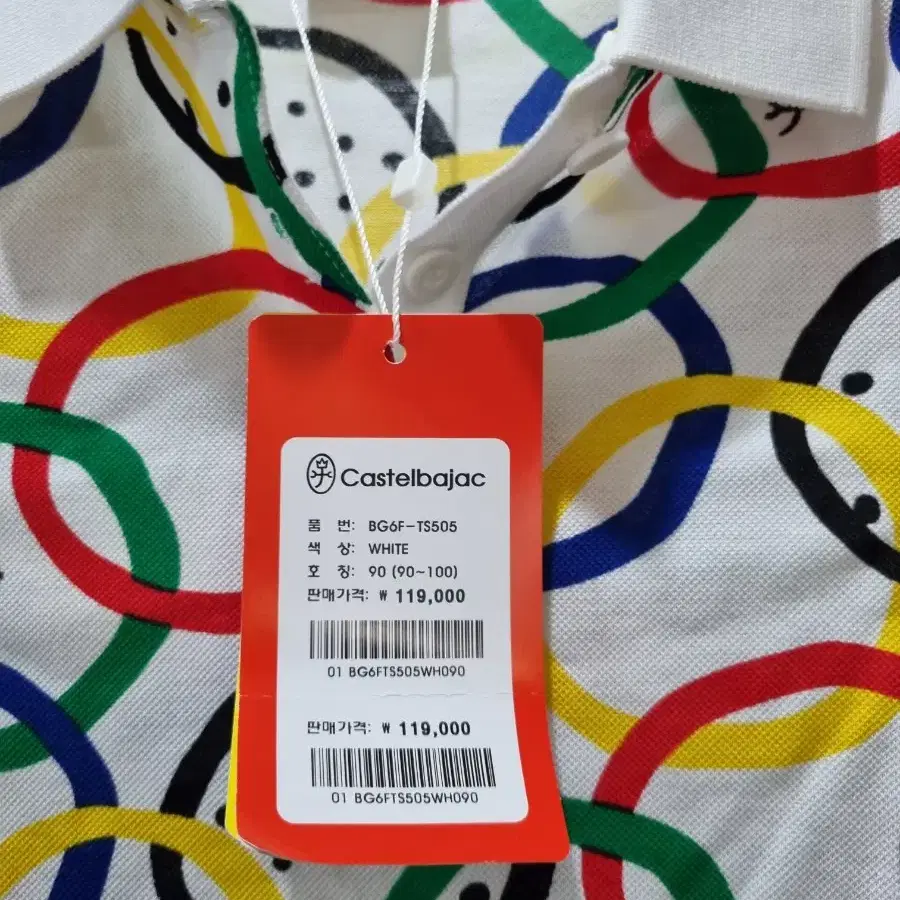 Castelbajac
품 번: BG6F-TS505
색 상: WHITE
호 칭: 90 (90~100)
판매가격: ₩ 119,000
01 BG6FTS505WH090
판매가격: ₩ 119,000
01 BG6FTS505WH090